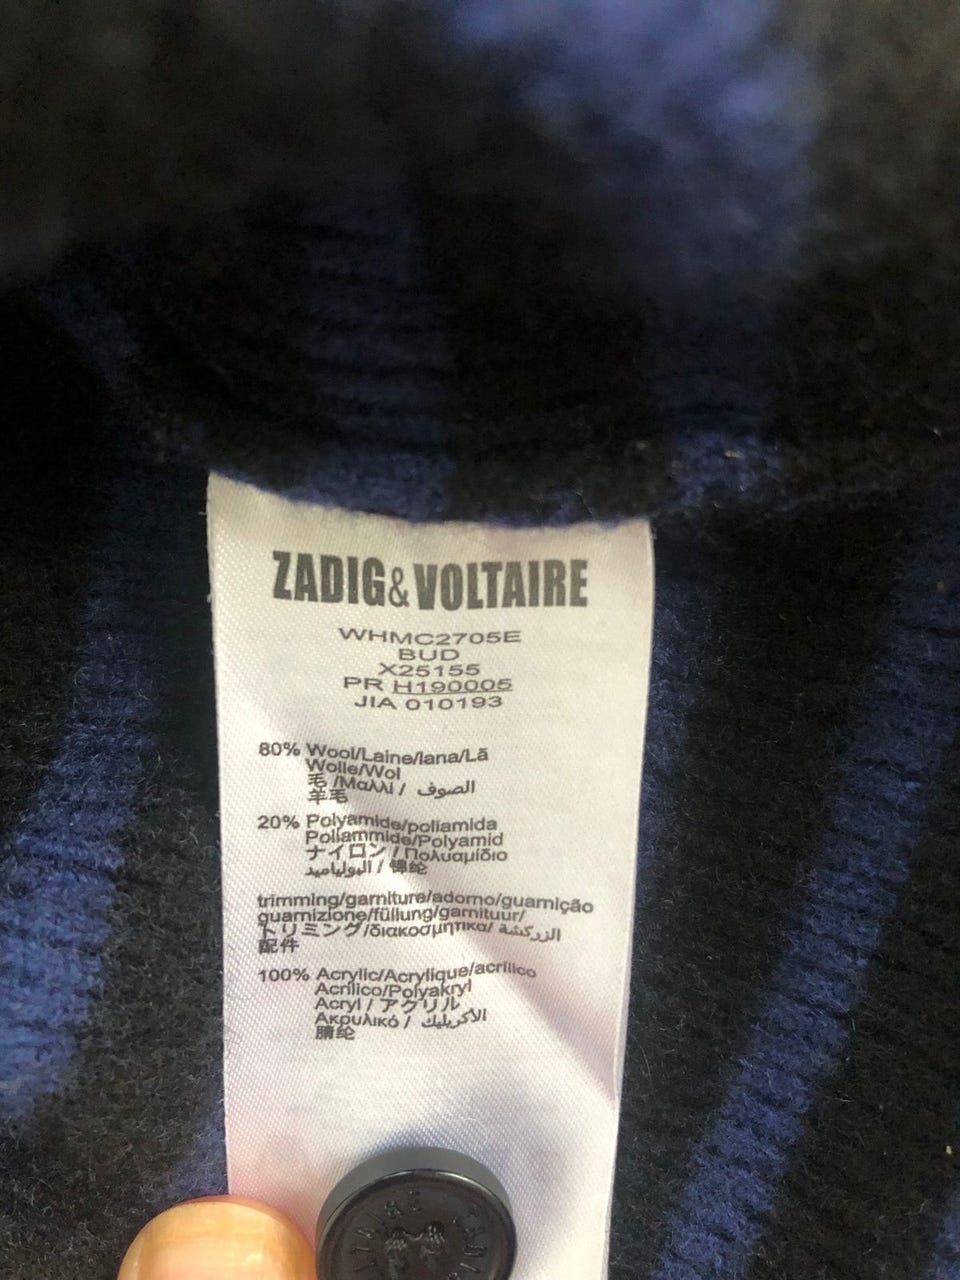 ZADIG&VOLTAIRE
WHMC2705E
BUD
X25155
PR H190005
JIA 010193
80% Wool/Laine/lana/Lã
Wolle/Wol
毛 /Μαλλί / الصوف
羊毛
20% Polyamide/poliamida
Poliammide/Polyamid
ナイロン / Πολυαμίδιο
البولياميد / 锦纶
trimming/garniture/adorno/guarnição
guarnizione/füllung/garnituur/
トリミング/διακοσμητικα/ الزركشة
配件
100% Acrylic/Acrylique/acrilico
Acrílico/Polyakryl
Acryl / アクリル
Ακρυλικό / الأكريليك
腈纶